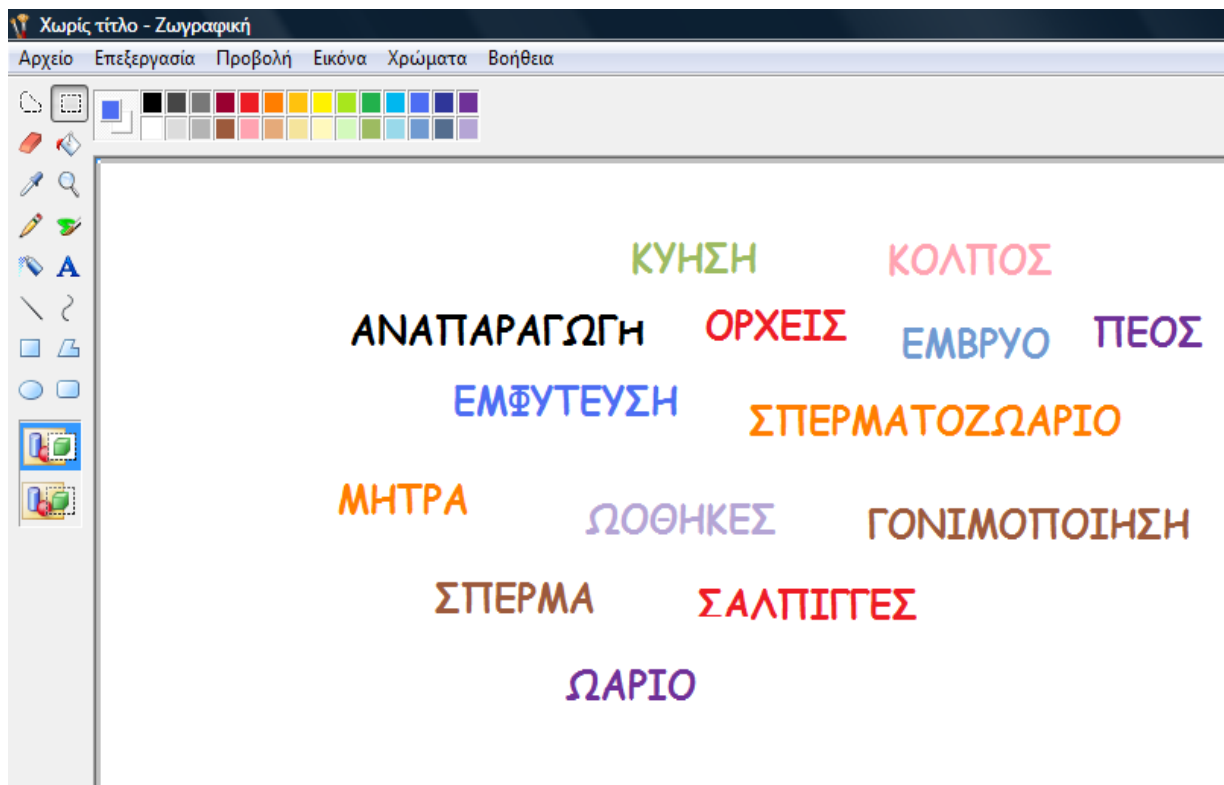 Χωρίς τίτλο - Ζωγραφική
Αρχείο Επεξεργασία Προβολή Εικόνα Χρώματα Βοήθεια
ΚΥΗΣΗ ΚΟΛΠΟΣ
ΑΝΑΠΑΡΑΓΩΓΗ ΟΡΧΕΙΣ ΕΜΒΡΥΟ ΠΕΟΣ
ΕΜΦΥΤΕΥΣΗ ΣΠΕΡΜΑΤΟΖΩΑΡΙΟ
ΜΗΤΡΑ ΩΟΘΗΚΕΣ ΓΟΝΙΜΟΠΟΙΗΣΗ
ΣΠΕΡΜΑ ΣΑΛΠΙΓΓΕΣ
ΩΑΡΙΟ